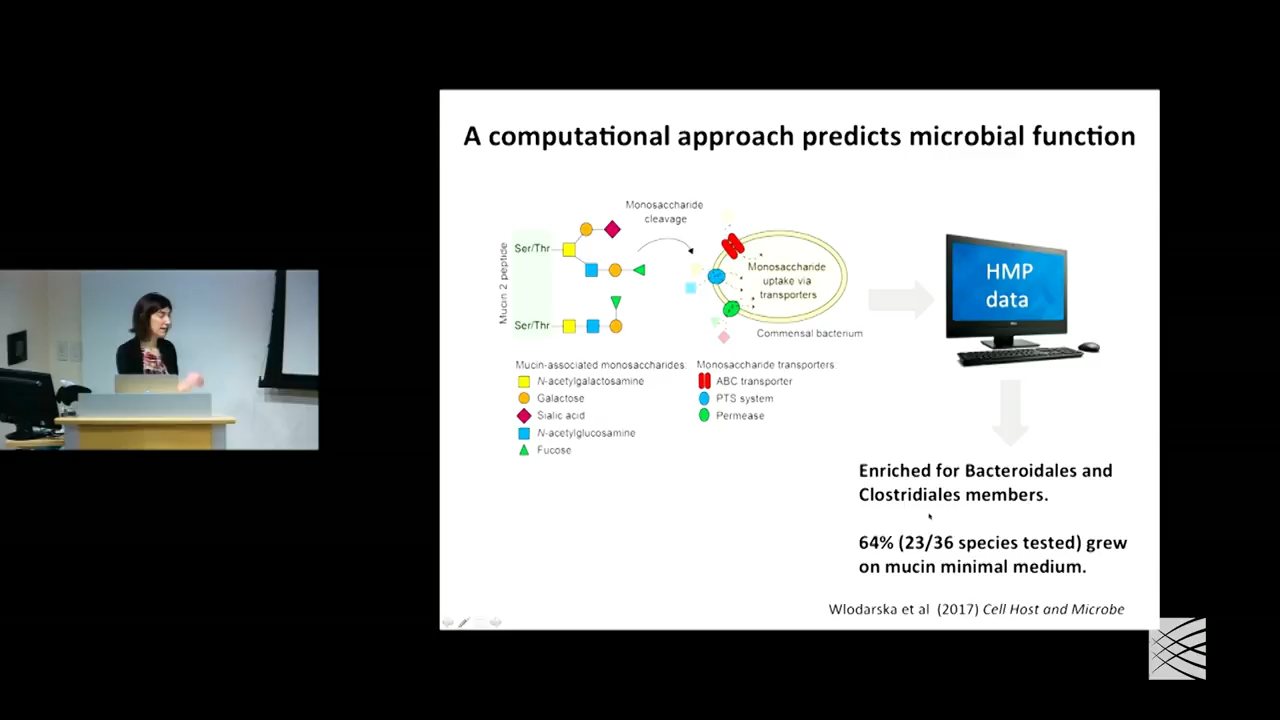 A computational approach predicts microbial function
Monosaccharide
cleavage
Ser/Thr
Mucin 2 peptide
Ser/Thr
Monosaccharide
uptake via
transporters
Commensal bacterium
HMP
data
Mucin-associated monosaccharides:
N-acetylgalactosamine
Galactose
Sialic acid
N-acetylglucosamine
Fucose
Monosaccharide transporters:
ABC transporter
PTS system
Permease
Enriched for Bacteroidales and
Clostridiales members.
64% (23/36 species tested) grew
on mucin minimal medium.
Wlodarska et al (2017) Cell Host and Microbe